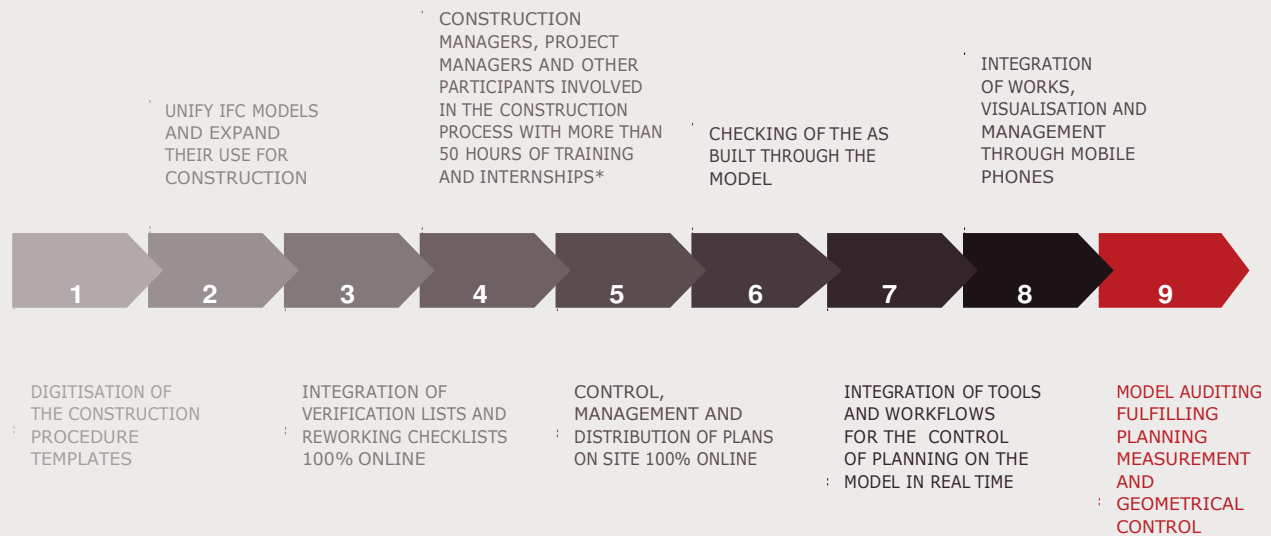 CONSTRUCTION
MANAGERS, PROJECT
MANAGERS AND OTHER
PARTICIPANTS INVOLVED
IN THE CONSTRUCTION
PROCESS WITH MORE THAN
50 HOURS OF TRAINING
AND INTERNSHIPS*
INTEGRATION
OF WORKS,
VISUALISATION AND
MANAGEMENT
THROUGH MOBILE
PHONES
UNIFY IFC MODELS
AND EXPAND
THEIR USE FOR
CONSTRUCTION
CHECKING OF THE AS
BUILT THROUGH THE
MODEL
1
2
3
4
5
6
7
8
9
DIGITISATION OF
THE CONSTRUCTION
PROCEDURE
TEMPLATES
INTEGRATION OF
VERIFICATION LISTS AND
REWORKING CHECKLISTS
100% ONLINE
CONTROL,
MANAGEMENT AND
DISTRIBUTION OF PLANS
ON SITE 100% ONLINE
INTEGRATION OF TOOLS
AND WORKFLOWS
FOR THE CONTROL
OF PLANNING ON THE
MODEL IN REAL TIME
MODEL AUDITING
FULFILLING
PLANNING
MEASUREMENT
AND
GEOMETRICAL
CONTROL